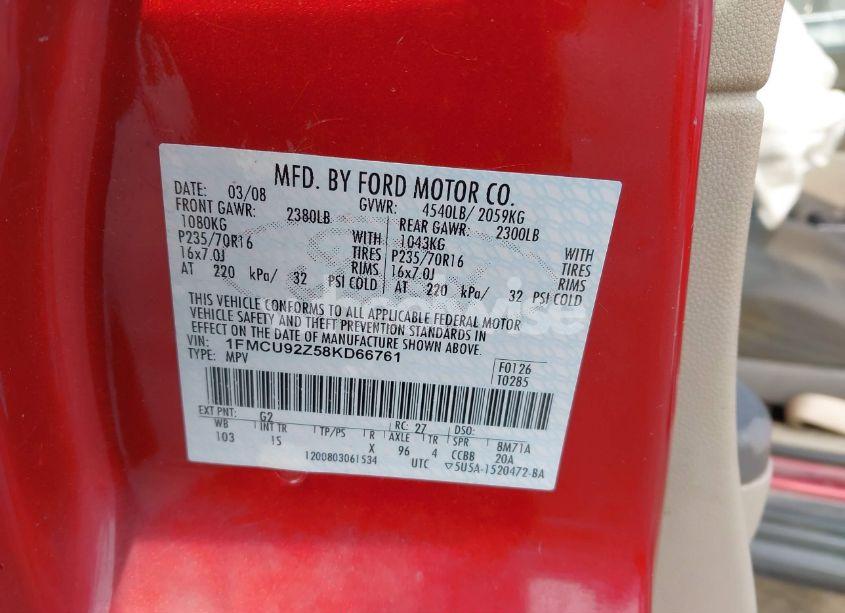 MFD. BY FORD MOTOR CO.
DATE: 03/08 GVWR: 4540LB/ 2059KG
FRONT GAWR: 2380LB REAR GAWR: 2300LB
1080KG WITH 1043KG WITH
P235/70R16 TIRES P235/70R16 TIRES
16x7.0J RIMS 16x7.0J RIMS
AT 220 kPa/ 32 PSI COLD AT 220 kPa/ 32 PSI COLD
THIS VEHICLE CONFORMS TO ALL APPLICABLE FEDERAL MOTOR
VEHICLE SAFETY AND THEFT PREVENTION STANDARDS IN
EFFECT ON THE DATE OF MANUFACTURE SHOWN ABOVE.
VIN: 1FMCU92Z58KD66761
TYPE: MPV F0126
T0285
EXT PNT: G2 RC: 27 DSO:
WB INT TR TP/PS R AXLE TR SPR 8M71A
103 IS X 96 4 CCBB 20A
1200803061534 UTC ▽5U5A-1520472-BA